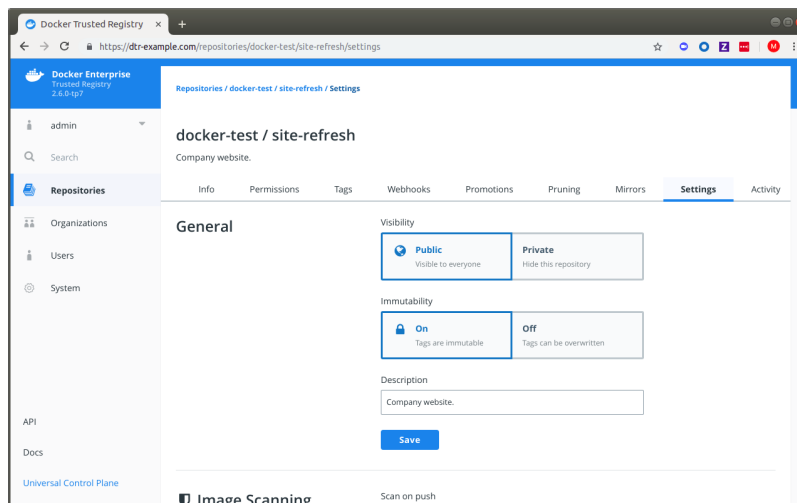 Docker Trusted Registry
https://dtr-example.com/repositories/docker-test/site-refresh/settings
Z
M
Docker Enterprise
Trusted Registry
2.6.0-tp7
admin
Search
Repositories
Organizations
Users
System
API
Docs
Universal Control Plane
Repositories / docker-test / site-refresh / Settings
docker-test / site-refresh
Company website.
Info Permissions Tags Webhooks Promotions Pruning Mirrors Settings Activity
General
Visibility
Public
Visible to everyone
Private
Hide this repository
Immutability
On
Tags are immutable
Off
Tags can be overwritten
Description
Company website.
Save
Image Scanning
Scan on push